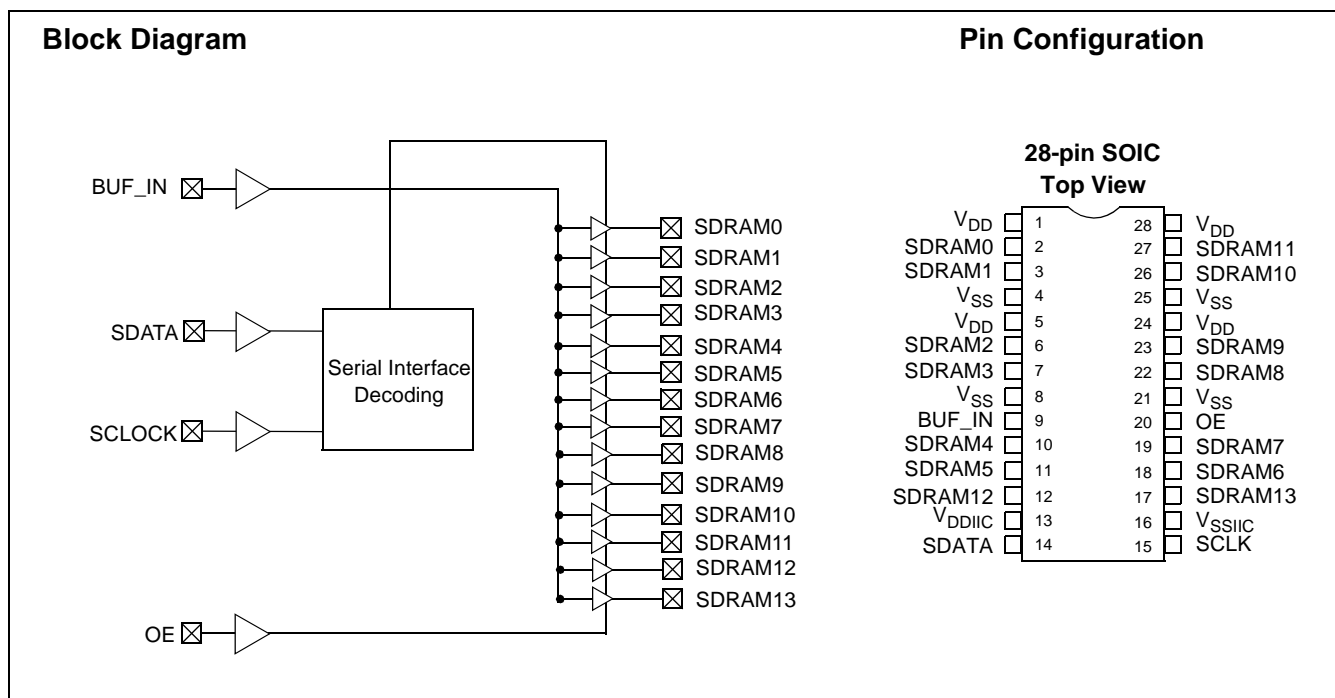 Block Diagram
Pin Configuration
BUF_IN
SDATA
SCLOCK
OE
Serial Interface
Decoding
SDRAM0
SDRAM1
SDRAM2
SDRAM3
SDRAM4
SDRAM5
SDRAM6
SDRAM7
SDRAM8
SDRAM9
SDRAM10
SDRAM11
SDRAM12
SDRAM13
28-pin SOIC
Top View
VDD 1 28 VDD
SDRAM0 2 27 SDRAM11
SDRAM1 3 26 SDRAM10
VSS 4 25 VSS
VDD 5 24 VDD
SDRAM2 6 23 SDRAM9
SDRAM3 7 22 SDRAM8
VSS 8 21 VSS
BUF_IN 9 20 OE
SDRAM4 10 19 SDRAM7
SDRAM5 11 18 SDRAM6
SDRAM12 12 17 SDRAM13
VDDIIC 13 16 VSSIIC
SDATA 14 15 SCLK